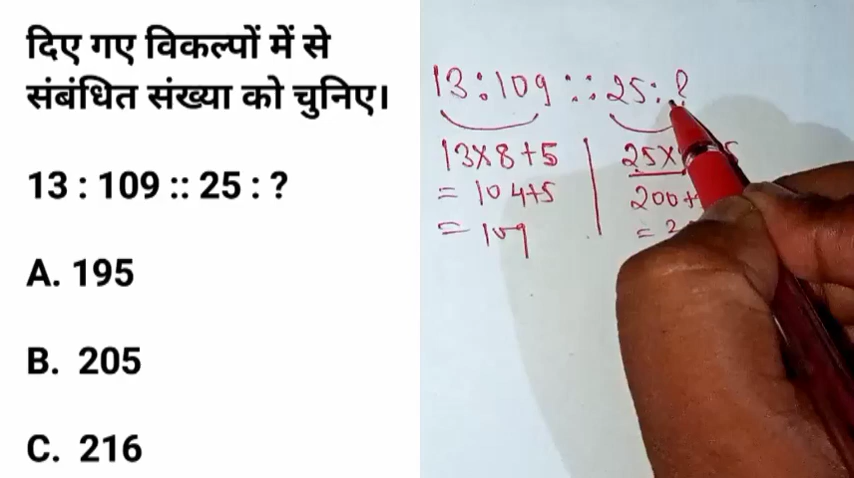 दिए गए विकल्पों में से
संबंधित संख्या को चुनिए।
13 : 109 :: 25 : ?
A. 195
B. 205
C. 216
13 : 109 :: 25 : ?
13×8+5
= 104+5
= 109
25×
200+
= 2